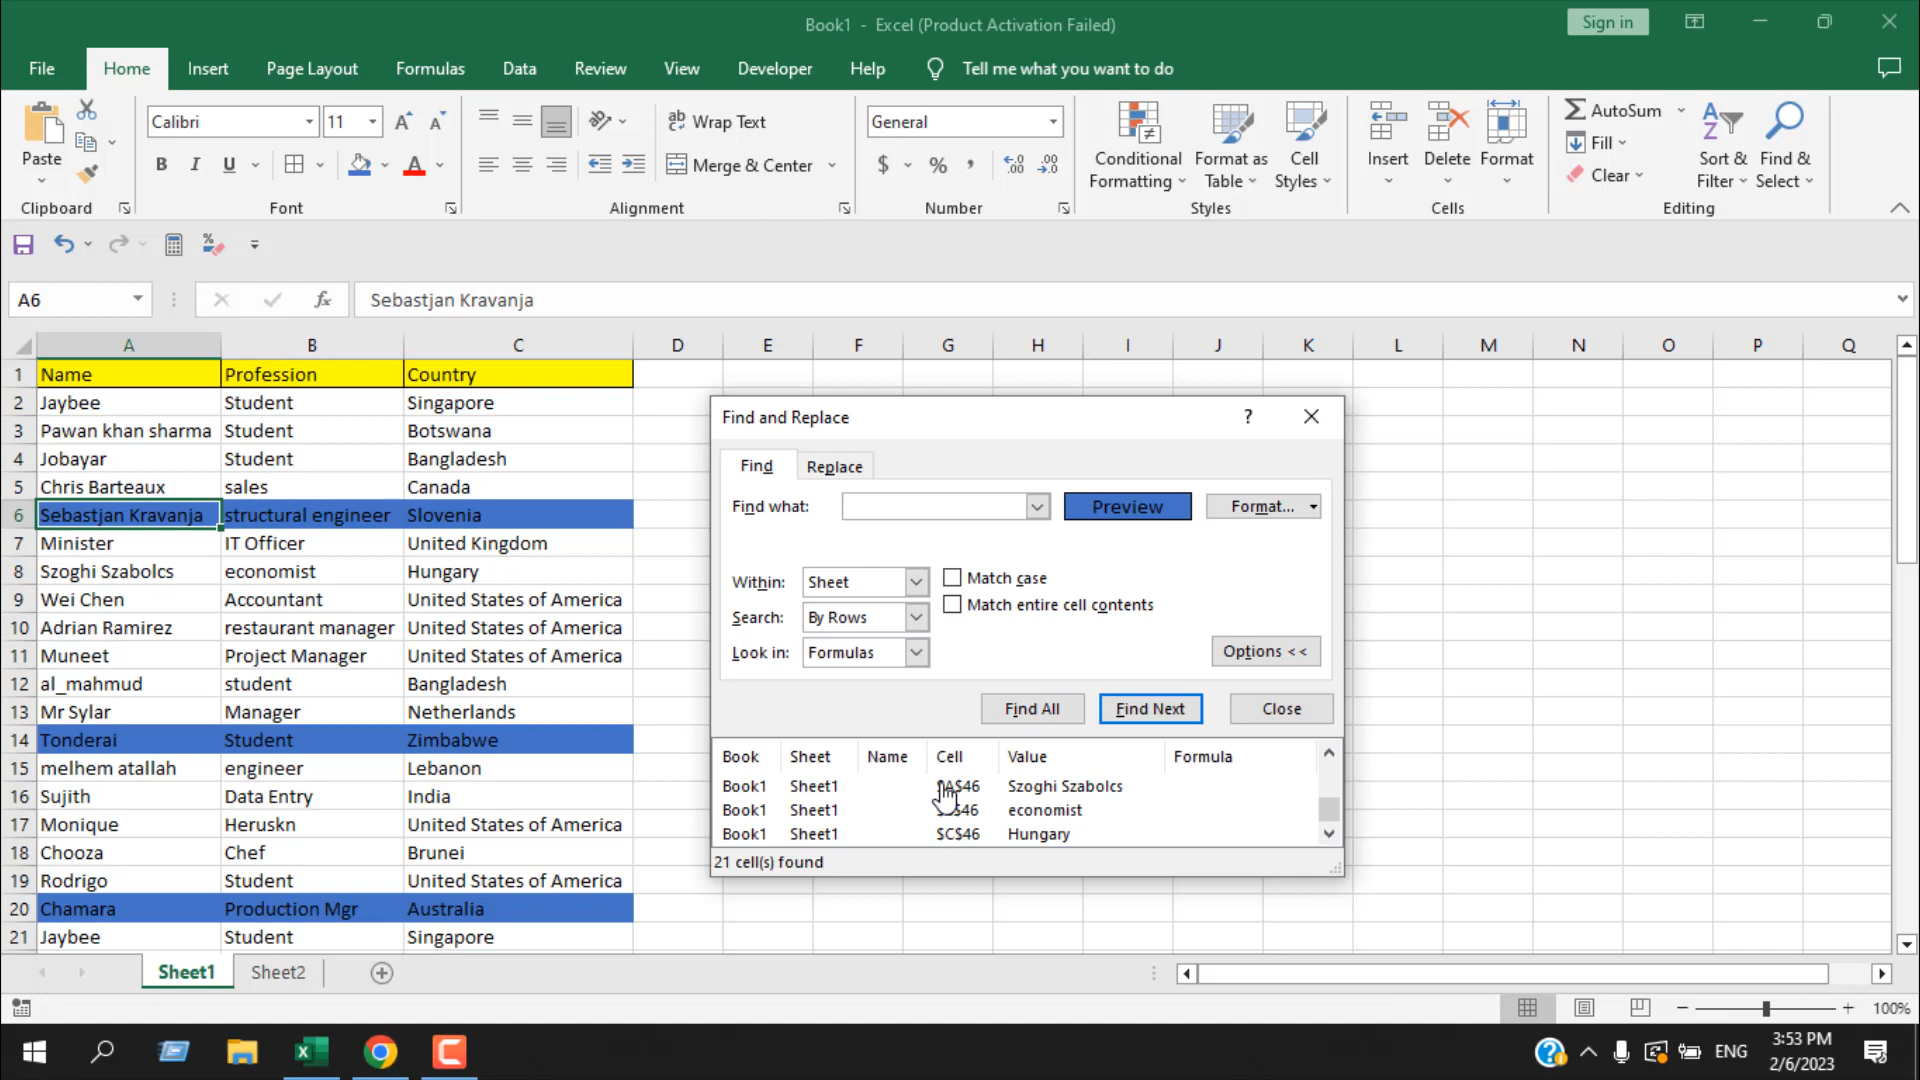 Book1 - Excel (Product Activation Failed)
Sign in
File Home Insert Page Layout Formulas Data Review View Developer Help Tell me what you want to do
Paste
Clipboard
Calibri 11
B I U A
Font
ab Wrap Text
Merge & Center
Alignment
General
$ % ,
Number
Conditional Formatting
Format as Table
Cell Styles
Styles
Insert Delete Format
Cells
AutoSum
Fill
Clear
Sort & Filter
Find & Select
Editing
A6 fx Sebastjan Kravanja
A B C D E F G H I J K L M N O P Q
1 Name Profession Country
2 Jaybee Student Singapore
3 Pawan khan sharma Student Botswana
4 Jobayar Student Bangladesh
5 Chris Barteaux sales Canada
6 Sebastjan Kravanja structural engineer Slovenia
7 Minister IT Officer United Kingdom
8 Szoghi Szabolcs economist Hungary
9 Wei Chen Accountant United States of America
10 Adrian Ramirez restaurant manager United States of America
11 Muneet Project Manager United States of America
12 al_mahmud student Bangladesh
13 Mr Sylar Manager Netherlands
14 Tonderai Student Zimbabwe
15 melhem atallah engineer Lebanon
16 Sujith Data Entry India
17 Monique Heruskn United States of America
18 Chooza Chef Brunei
19 Rodrigo Student United States of America
20 Chamara Production Mgr Australia
21 Jaybee Student Singapore
Find and Replace ?
Find Replace
Find what: Preview Format...
Within: Sheet Match case
Search: By Rows Match entire cell contents
Look in: Formulas Options <<
Find All Find Next Close
Book Sheet Name Cell Value Formula
Book1 Sheet1 Szoghi Szabolcs
Book1 Sheet1 economist
Book1 Sheet1 $C$46 Hungary
21 cell(s) found
Sheet1 Sheet2
100%
ENG
3:53 PM
2/6/2023